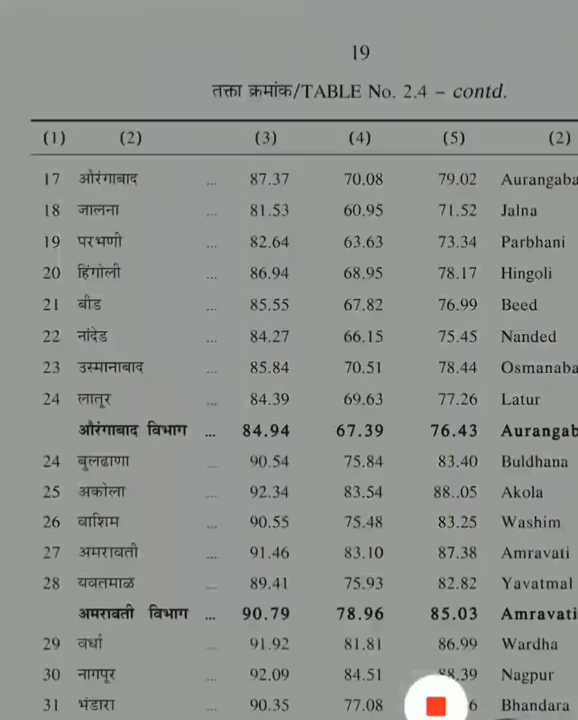 19
तक्ता क्रमांक/TABLE No. 2.4 – contd.
(1) (2) (3) (4) (5) (2)
17 औरंगाबाद ... 87.37 70.08 79.02 Aurangaba
18 जालना ... 81.53 60.95 71.52 Jalna
19 परभणी ... 82.64 63.63 73.34 Parbhani
20 हिंगोली ... 86.94 68.95 78.17 Hingoli
21 बीड ... 85.55 67.82 76.99 Beed
22 नांदेड ... 84.27 66.15 75.45 Nanded
23 उस्मानाबाद ... 85.84 70.51 78.44 Osmanaba
24 लातूर ... 84.39 69.63 77.26 Latur
औरंगाबाद विभाग ... 84.94 67.39 76.43 Aurangab
24 बुलढाणा ... 90.54 75.84 83.40 Buldhana
25 अकोला ... 92.34 83.54 88..05 Akola
26 वाशिम ... 90.55 75.48 83.25 Washim
27 अमरावती ... 91.46 83.10 87.38 Amravati
28 यवतमाळ ... 89.41 75.93 82.82 Yavatmal
अमरावती विभाग ... 90.79 78.96 85.03 Amravati
29 वर्धा ... 91.92 81.81 86.99 Wardha
30 नागपूर ... 92.09 84.51 88.39 Nagpur
31 भंडारा ... 90.35 77.08 Bhandara